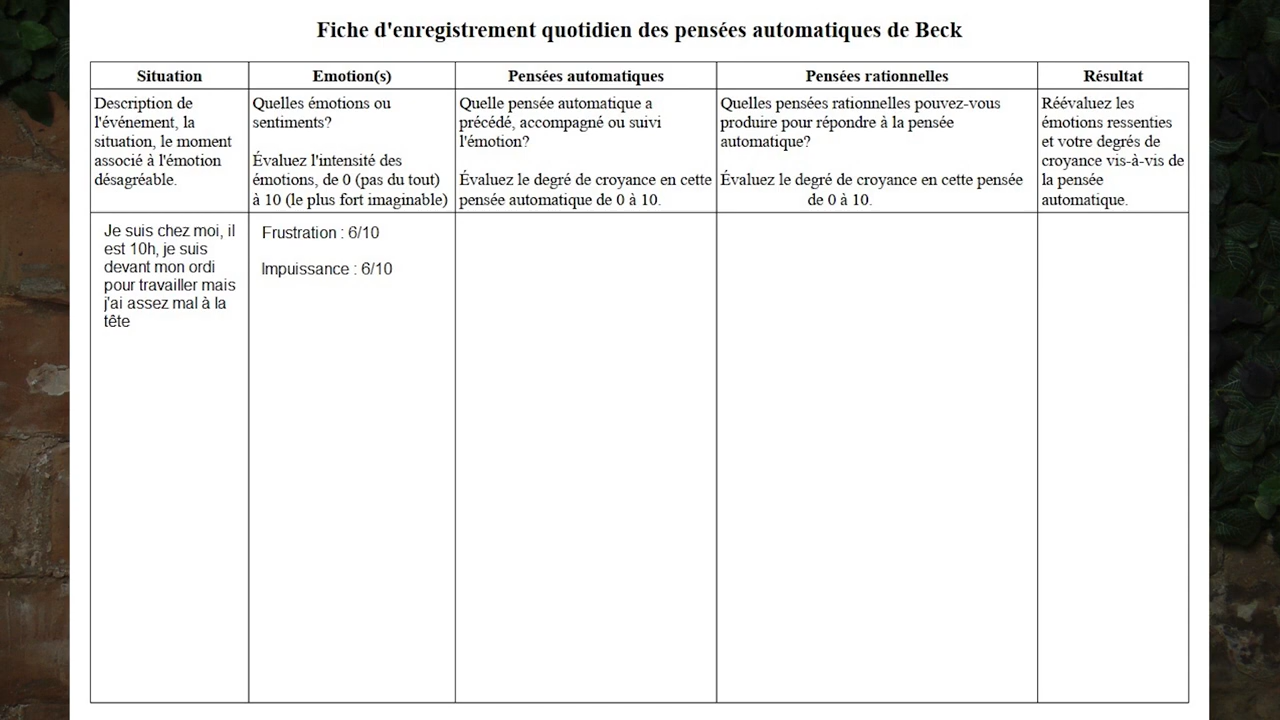 Fiche d'enregistrement quotidien des pensées automatiques de Beck
Situation
Emotion(s)
Pensées automatiques
Pensées rationnelles
Résultat
Description de
l'événement, la
situation, le moment
associé à l'émotion
désagréable.
Quelles émotions ou
sentiments?
Évaluez l'intensité des
émotions, de 0 (pas du tout)
à 10 (le plus fort imaginable)
Quelle pensée automatique a
précédé, accompagné ou suivi
l'émotion?
Évaluez le degré de croyance en cette
pensée automatique de 0 à 10.
Quelles pensées rationnelles pouvez-vous
produire pour répondre à la pensée
automatique?
Évaluez le degré de croyance en cette pensée
de 0 à 10.
Réévaluez les
émotions ressenties
et votre degrés de
croyance vis-à-vis de
la pensée
automatique.
Je suis chez moi, il
est 10h, je suis
devant mon ordi
pour travailler mais
j'ai assez mal à la
tête
Frustration : 6/10
Impuissance : 6/10